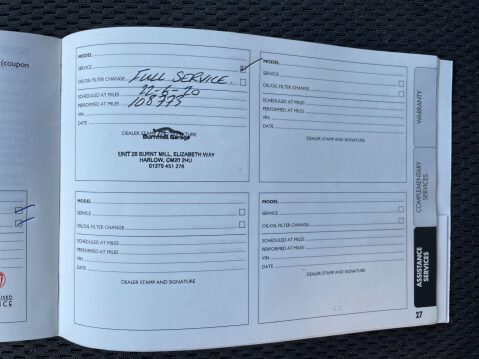 (coupon
MODEL
SERVICE
OIL/OIL FILTER CHANGE FULL SERVICE.
SCHEDULED AT MILES 22-6-20
PERFORMED AT MILES 108775
VIN
DATE
DEALER STAMP AND SIGNATURE
Burntmill Garage
UNIT 26 BURNT MILL, ELIZABETH WAY
HARLOW, CM20 2HU
01279 451 278
MODEL
SERVICE
OIL/OIL FILTER CHANGE
SCHEDULED AT MILES
PERFORMED AT MILES
VIN
DATE
DEALER STAMP AND SIGNATURE
MODEL
SERVICE
OIL/OIL FILTER CHANGE
SCHEDULED AT MILES
PERFORMED AT MILES
VIN
DATE
DEALER STAMP AND SIGNATURE
MODEL
SERVICE
OIL/OIL FILTER CHANGE
SCHEDULED AT MILES
PERFORMED AT MILES
VIN
DATE
DEALER STAMP AND SIGNATURE
WARRANTY
COMPLEMENTARY
SERVICES
ASSISTANCE
SERVICES
27